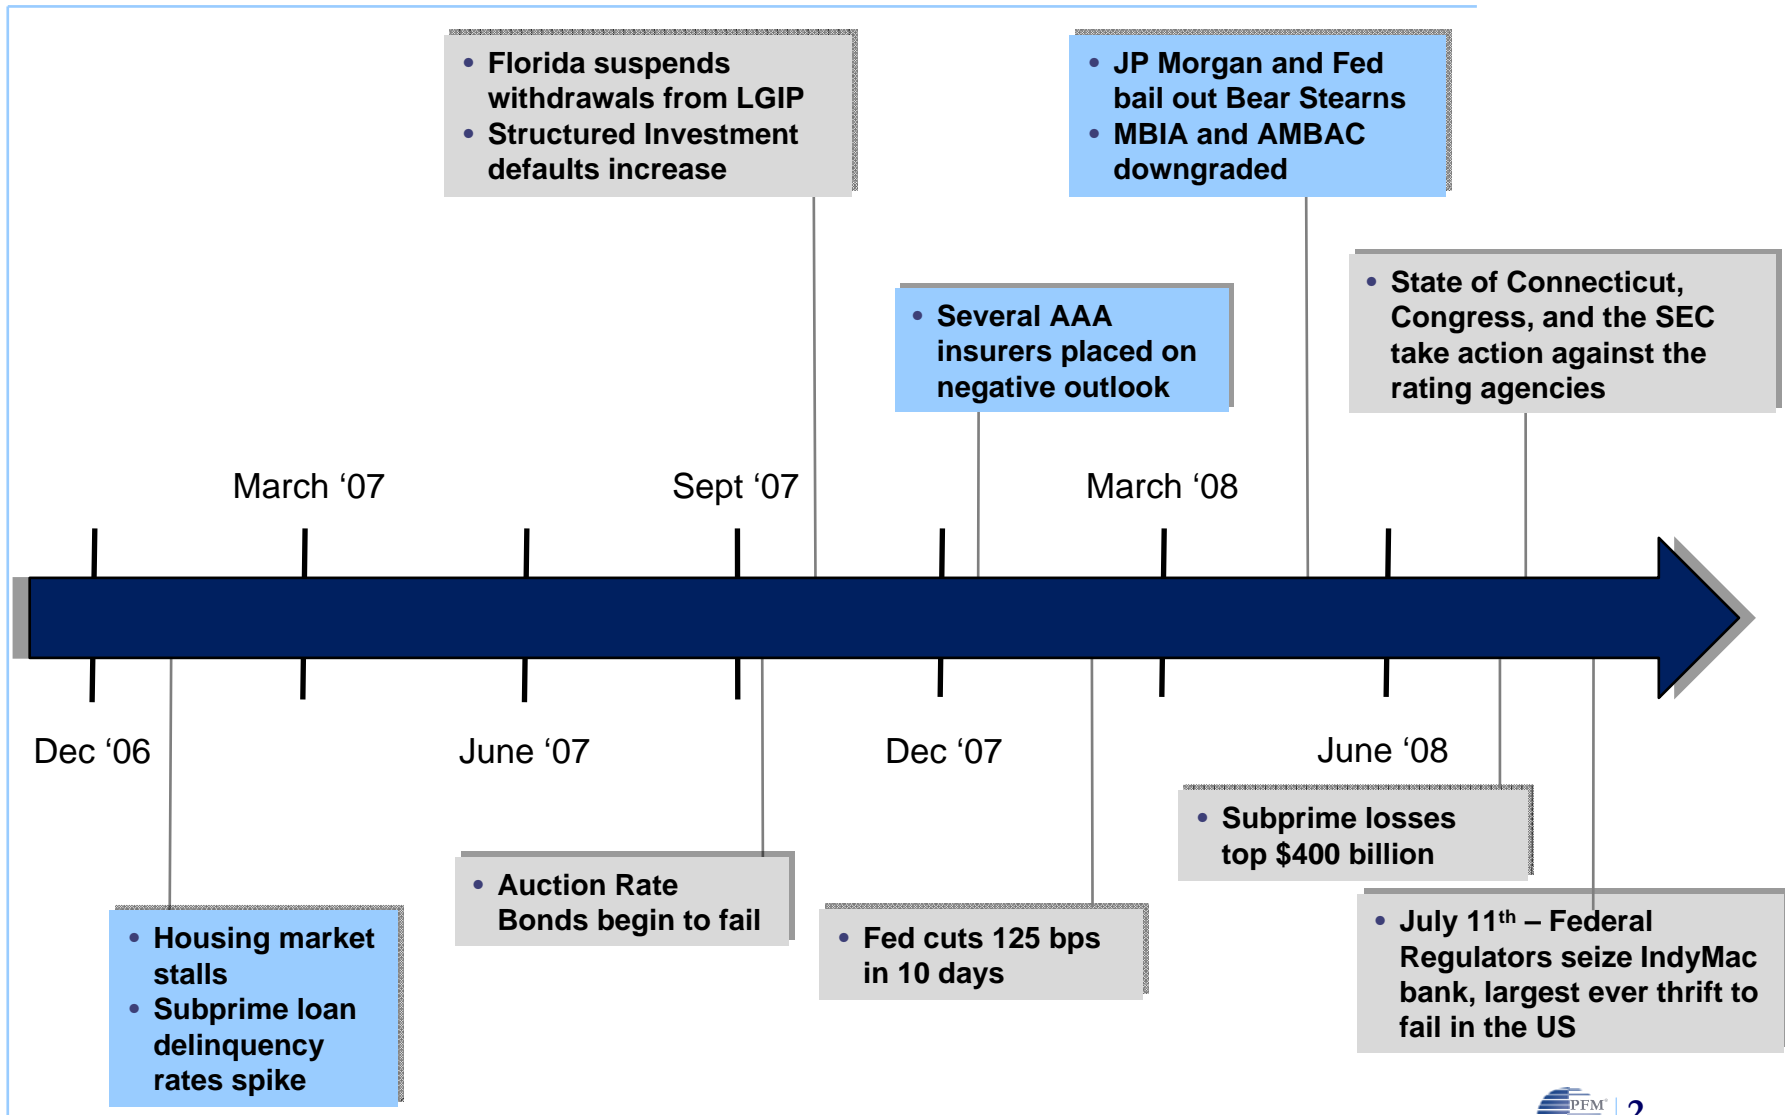 • Florida suspends
withdrawals from LGIP
• Structured Investment
defaults increase
• JP Morgan and Fed
bail out Bear Stearns
• MBIA and AMBAC
downgraded
• Several AAA
insurers placed on
negative outlook
• State of Connecticut,
Congress, and the SEC
take action against the
rating agencies
March ‘07
Sept ‘07
March ‘08
Dec ‘06
June ‘07
Dec ‘07
June ‘08
• Housing market
stalls
• Subprime loan
delinquency
rates spike
• Auction Rate
Bonds begin to fail
• Fed cuts 125 bps
in 10 days
• Subprime losses
top $400 billion
• July 11th – Federal
Regulators seize IndyMac
bank, largest ever thrift to
fail in the US
PFM
2